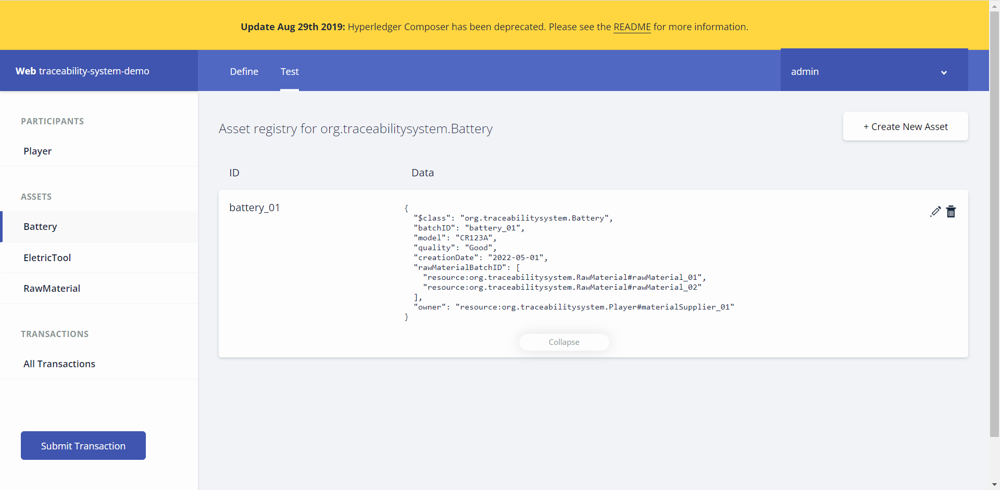 Update Aug 29th 2019: Hyperledger Composer has been deprecated. Please see the README for more information.
Web traceability-system-demo
Define
Test
admin
PARTICIPANTS
Player
ASSETS
Battery
EletricTool
RawMaterial
TRANSACTIONS
All Transactions
Submit Transaction
Asset registry for org.traceabilitysystem.Battery
+ Create New Asset
ID
Data
battery_01
{
"$class": "org.traceabilitysystem.Battery",
"batchID": "battery_01",
"model": "CR123A",
"quality": "Good",
"creationDate": "2022-05-01",
"rawMaterialBatchID": [
"resource:org.traceabilitysystem.RawMaterial#rawMaterial_01",
"resource:org.traceabilitysystem.RawMaterial#rawMaterial_02"
],
"owner": "resource:org.traceabilitysystem.Player#materialSupplier_01"
}
Collapse